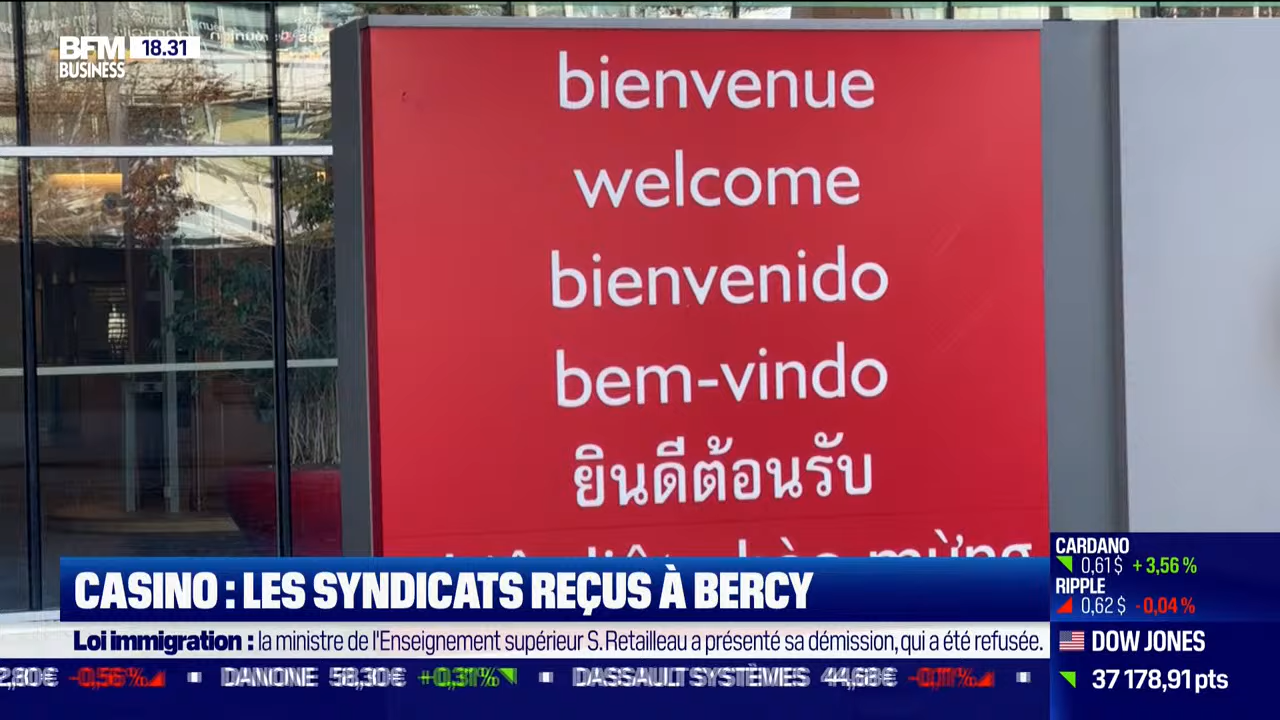 BFM 18.31
BUSINESS
bienvenue
welcome
bienvenido
bem-vindo
ยินดีต้อนรับ
mừng
CASINO : LES SYNDICATS REÇUS À BERCY
Loi immigration : la ministre de l'Enseignement supérieur S. Retailleau a présenté sa démission, qui a été refusée.
CARDANO
0,61 $ + 3,56 %
RIPPLE
0,62 $ - 0,04 %
DOW JONES
37 178,91 pts
DANONE 58,30€ +0,31% DASSAULT SYSTÈMES 44,66€